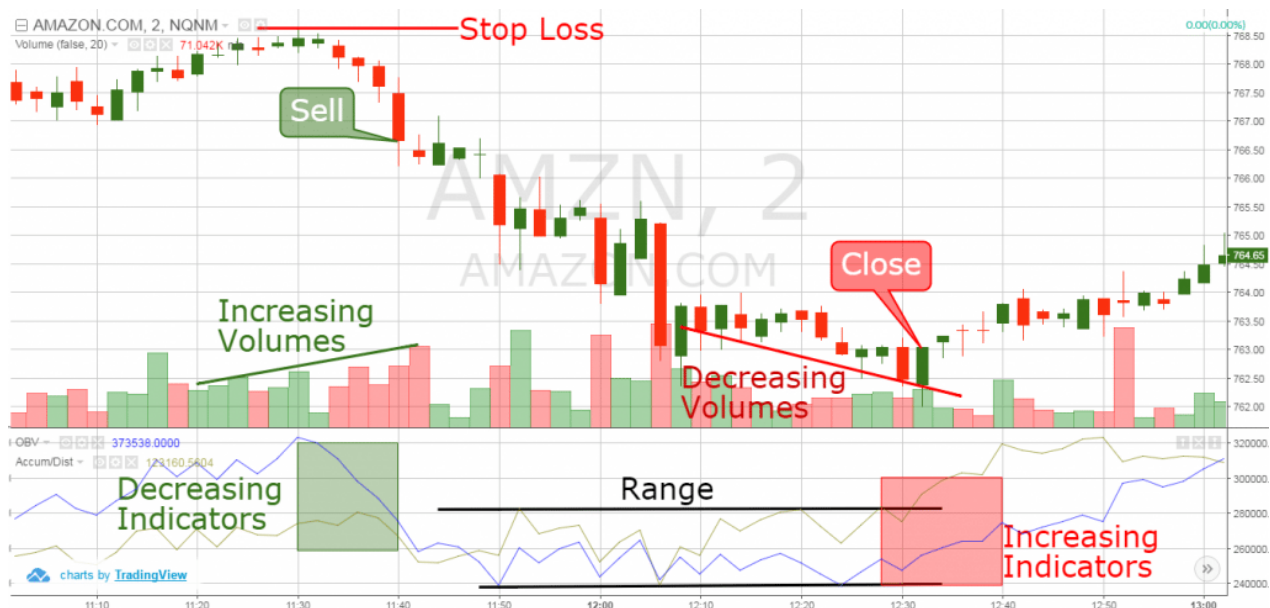 AMAZON.COM, 2, NQNM
0.00(0.00%)
Volume (false, 20) 71.042K
Stop Loss
768.50
768.00
767.50
767.00
766.50
766.00
765.50
765.00
764.65
764.50
764.00
763.50
763.00
762.50
762.00
Sell
AMZN, 2
AMAZON.COM
Close
Increasing
Volumes
Decreasing
Volumes
OBV 373538.0000
Accum/Dist
Decreasing
Indicators
Range
Increasing
Indicators
320000
300000
280000
260000
240000
charts by TradingView
11:10 11:20 11:30 11:40 11:50 12:00 12:10 12:20 12:30 12:40 12:50 13:00